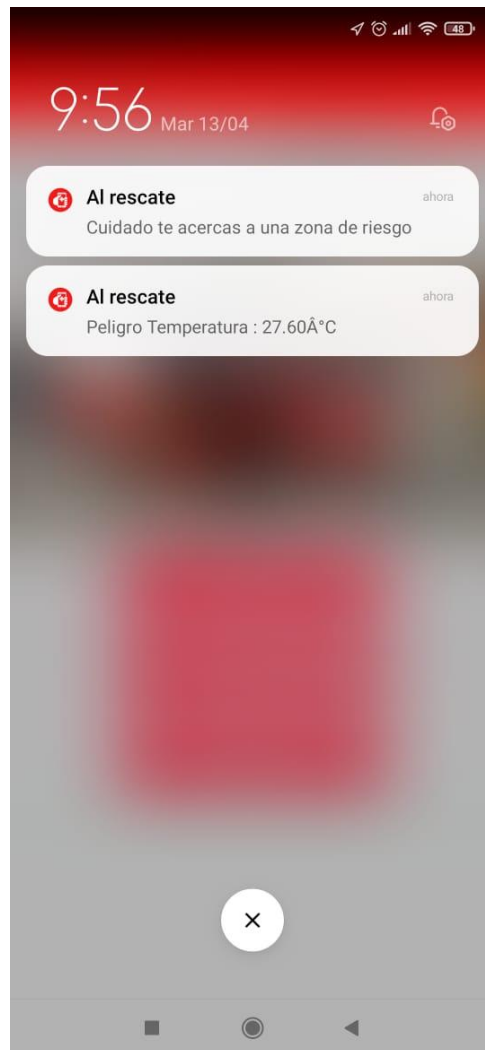 48
9:56 Mar 13/04
Al rescate ahora
Cuidado te acercas a una zona de riesgo
Al rescate ahora
Peligro Temperatura : 27.60Â°C